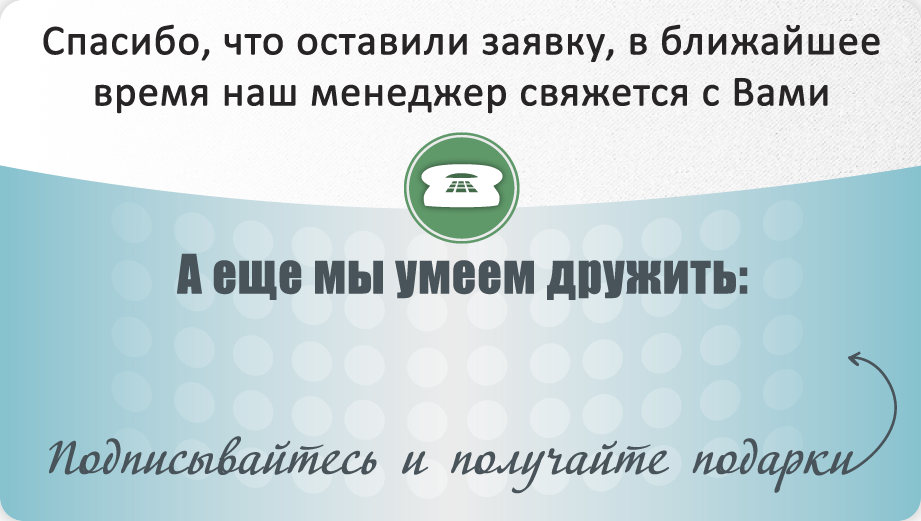 Спасибо, что оставили заявку, в ближайшее
время наш менеджер свяжется с Вами
А еще мы умеем дружить:
Подписывайтесь и получайте подарки